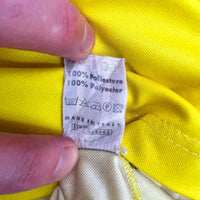 100% Poliestere
100% Polyester
MADE IN ITALY